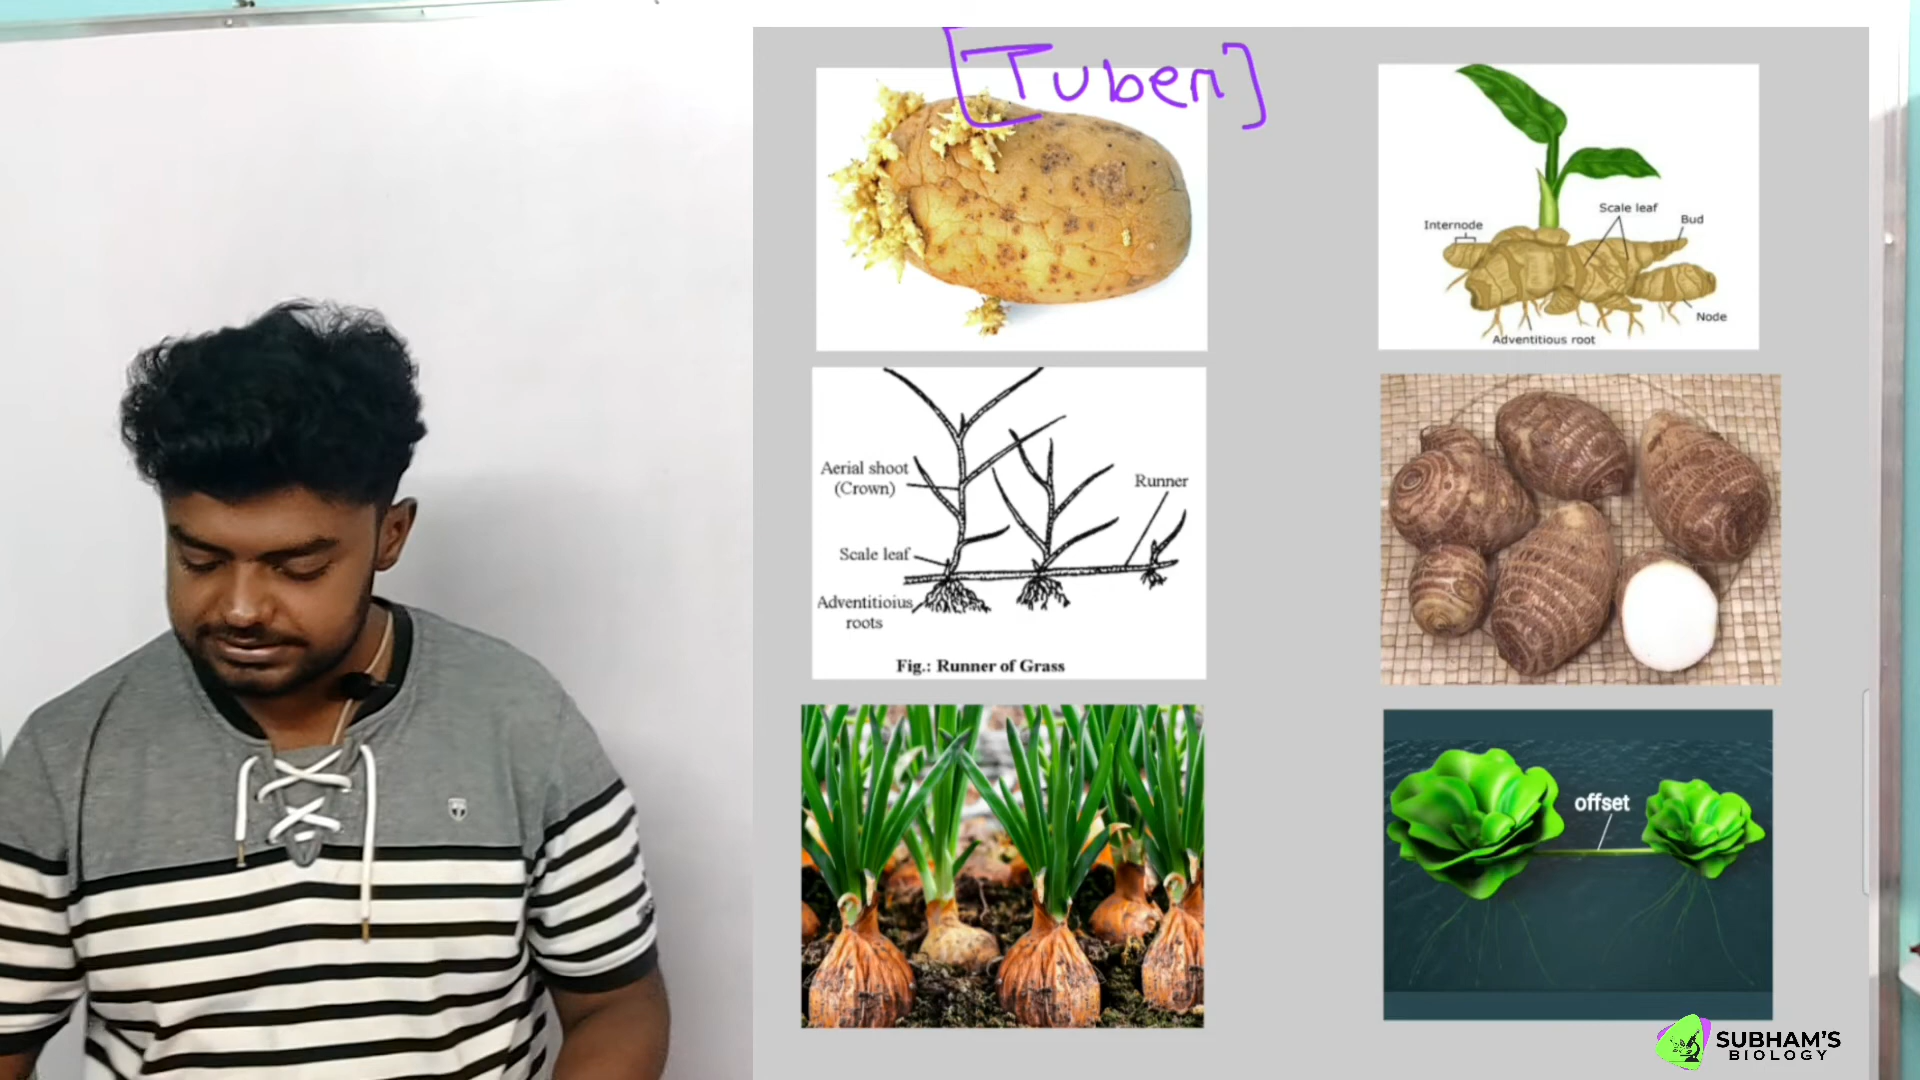 [Tuber]
Internode
Scale leaf
Bud
Node
Adventitious root
Aerial shoot
(Crown)
Runner
Scale leaf
Adventitioius
roots
Fig.: Runner of Grass
offset
SUBHAM'S
BIOLOGY